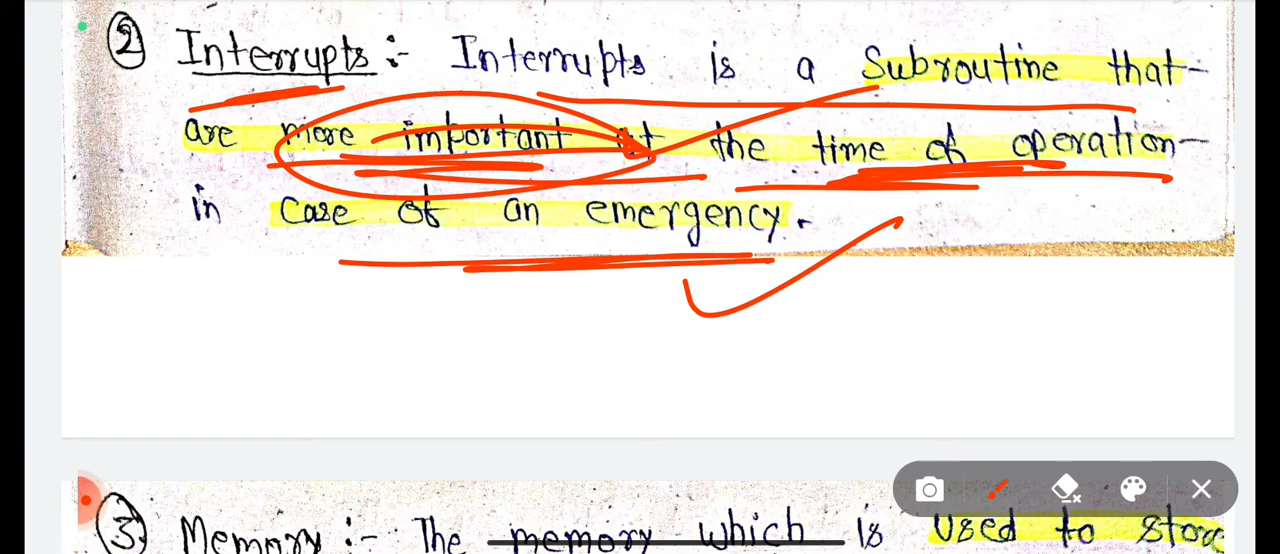 ② Interrupts :- Interrupts is a Subroutine that
are more important at the time of operation
in case of an emergency.
③ Memory :- The memory which is used to store